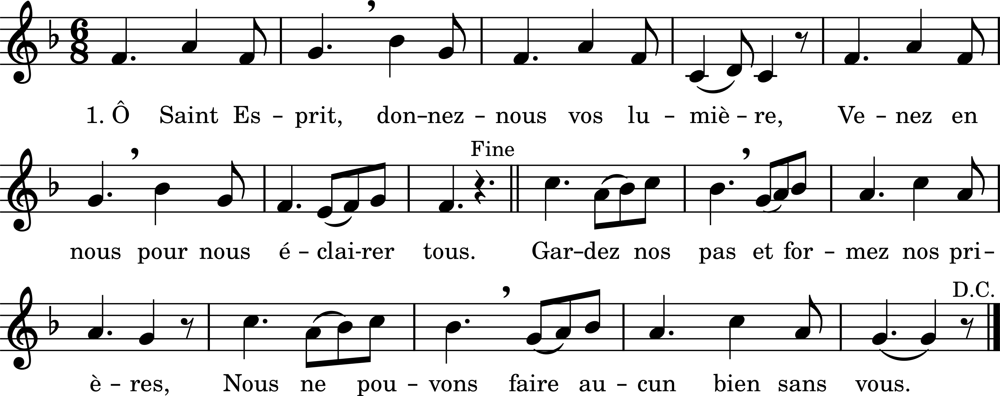 1. Ô Saint Es – prit, don–nez – nous vos lu – miè – re, Ve – nez en
Fine
nous pour nous é – clai-rer tous. Gar–dez nos pas et for – mez nos pri–
D.C.
è – res, Nous ne pou – vons faire au – cun bien sans vous.